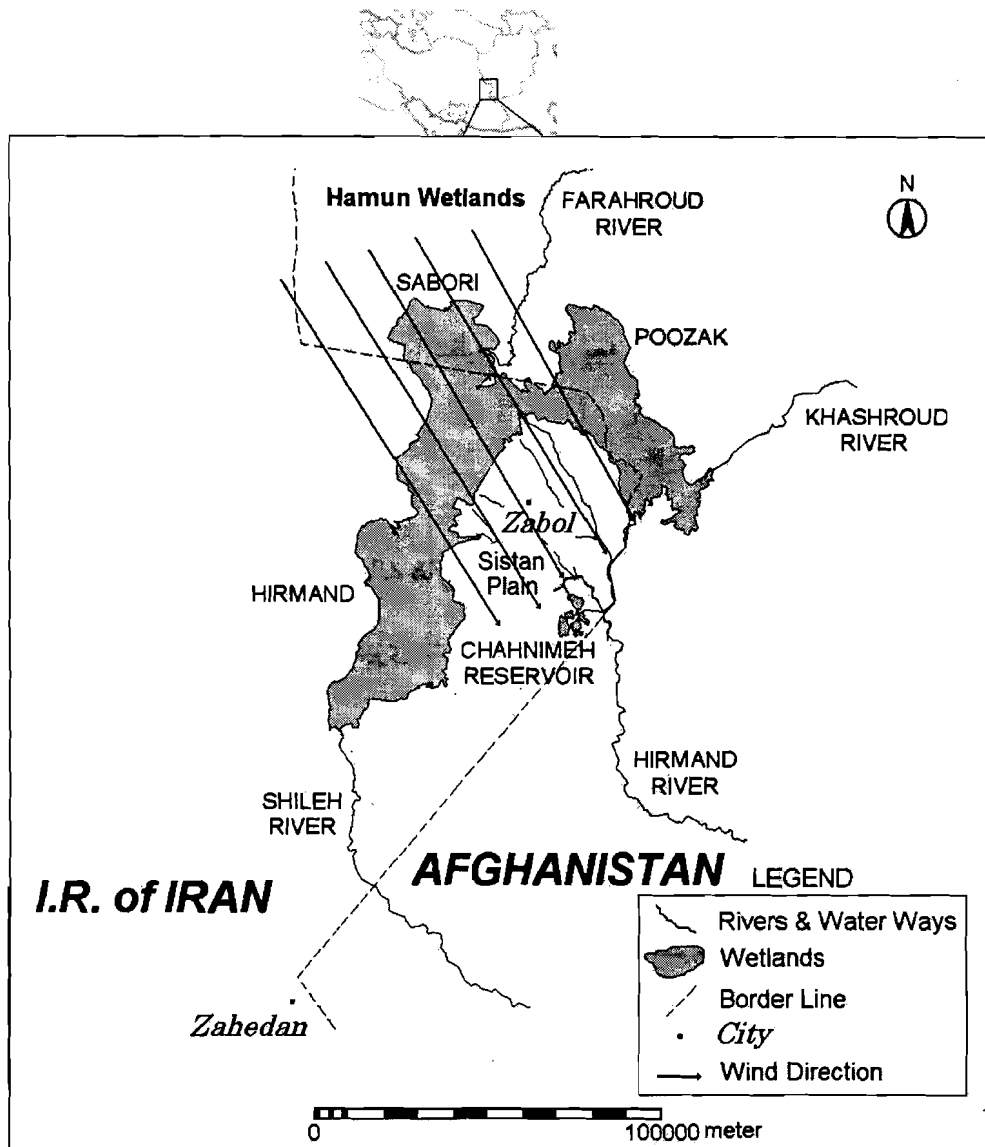 Hamun Wetlands
FARAHROUD
RIVER
N
SABORI
POOZAK
KHASHROUD
RIVER
Zabol
Sistan
Plain
HIRMAND
CHAHNIMEH
RESERVOIR
HIRMAND
RIVER
SHILEH
RIVER
AFGHANISTAN
I.R. of IRAN
LEGEND
Rivers & Water Ways
Wetlands
Border Line
City
Wind Direction
Zahedan
0 100000 meter